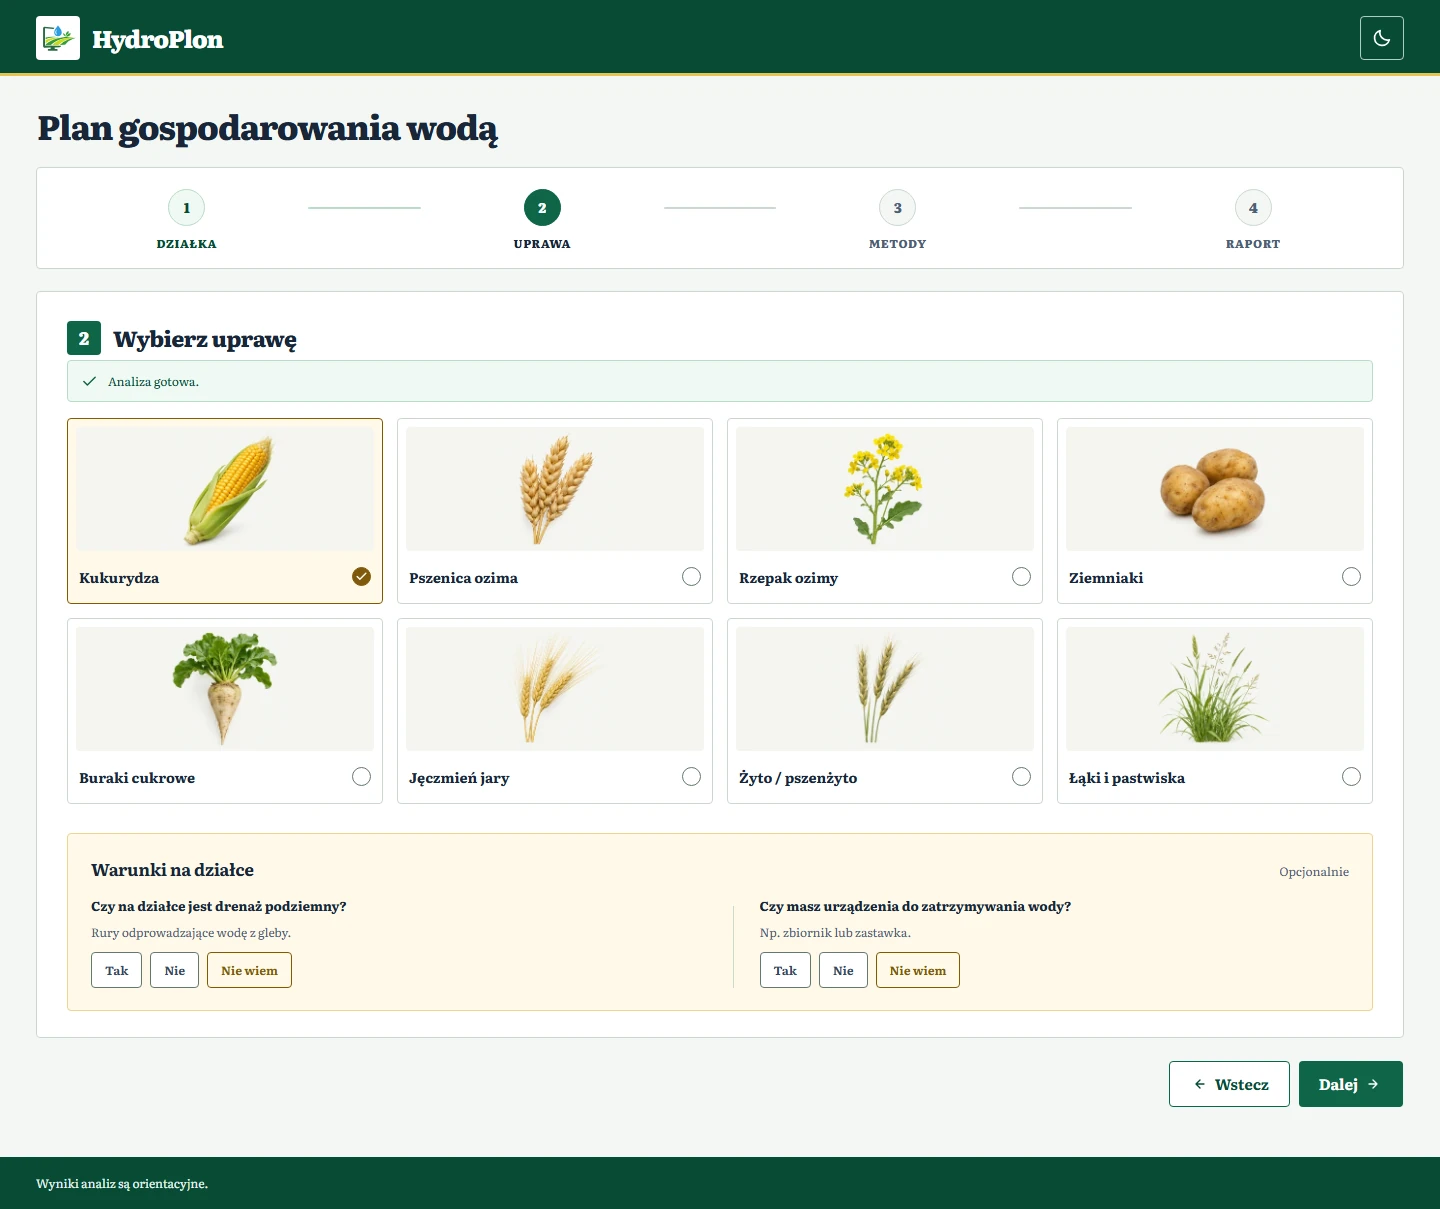 HydroPlon
Plan gospodarowania wodą
1
2
3
4
DZIAŁKA
UPRAWA
METODY
RAPORT
2 Wybierz uprawę
Analiza gotowa.
Kukurydza
Pszenica ozima
Rzepak ozimy
Ziemniaki
Buraki cukrowe
Jęczmień jary
Żyto / pszenżyto
Łąki i pastwiska
Warunki na działce
Opcjonalnie
Czy na działce jest drenaż podziemny?
Rury odprowadzające wodę z gleby.
Tak
Nie
Nie wiem
Czy masz urządzenia do zatrzymywania wody?
Np. zbiornik lub zastawka.
Tak
Nie
Nie wiem
Wstecz
Dalej
Wyniki analiz są orientacyjne.